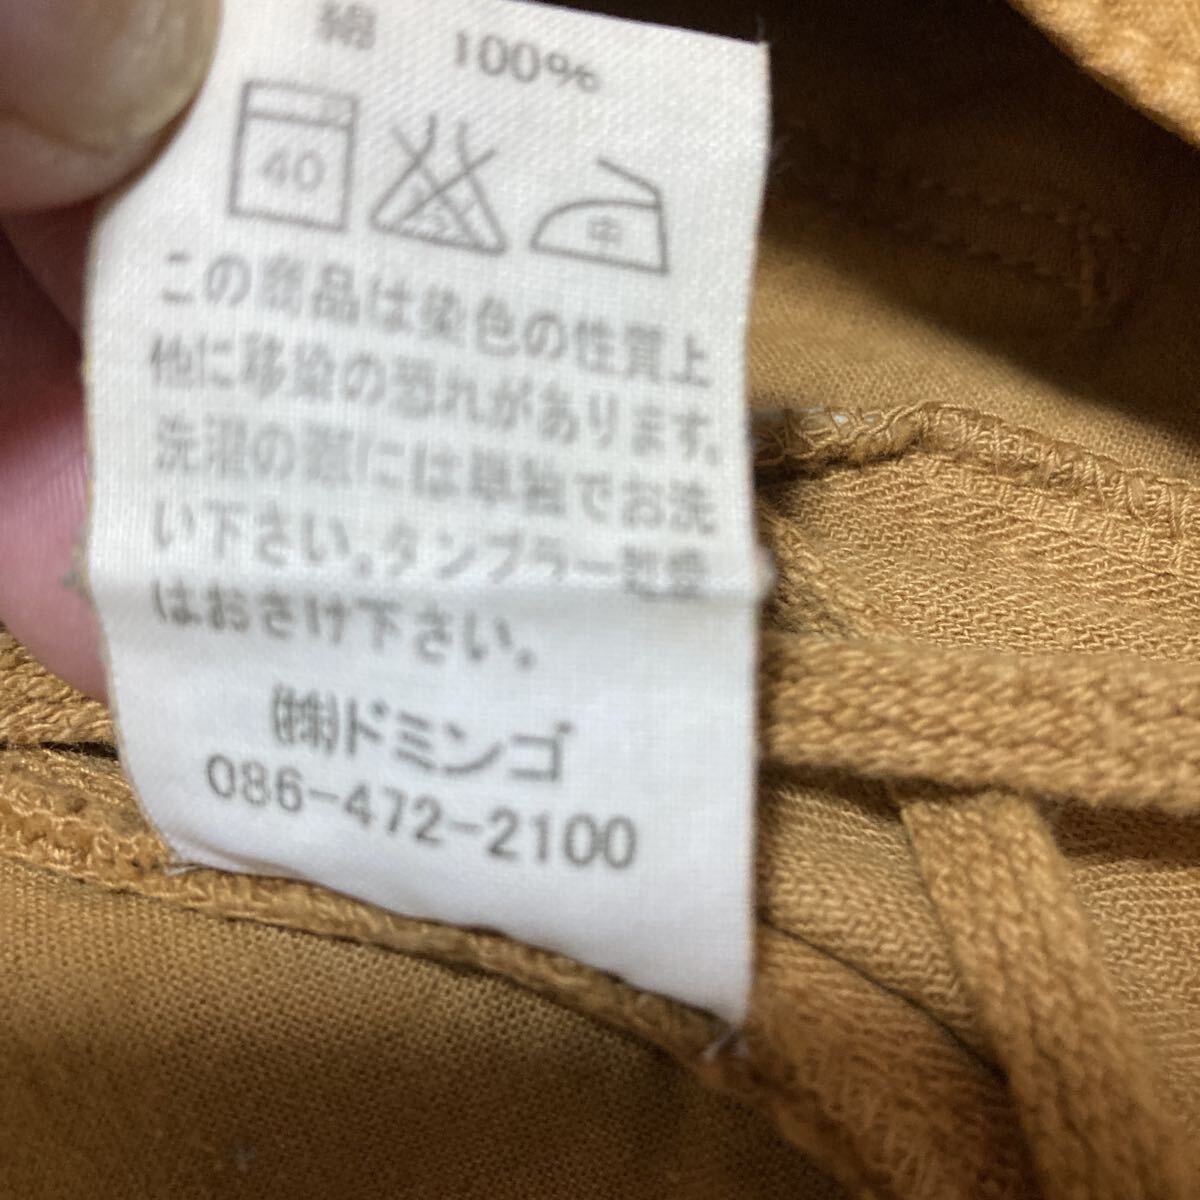 綿 100%
40
中
この商品は染色の性質上
他に移染の恐れがあります。
洗濯の際には単独でお洗
い下さい。タンブラー乾燥
はおさけ下さい。
㈱ドミンゴ
086-472-2100